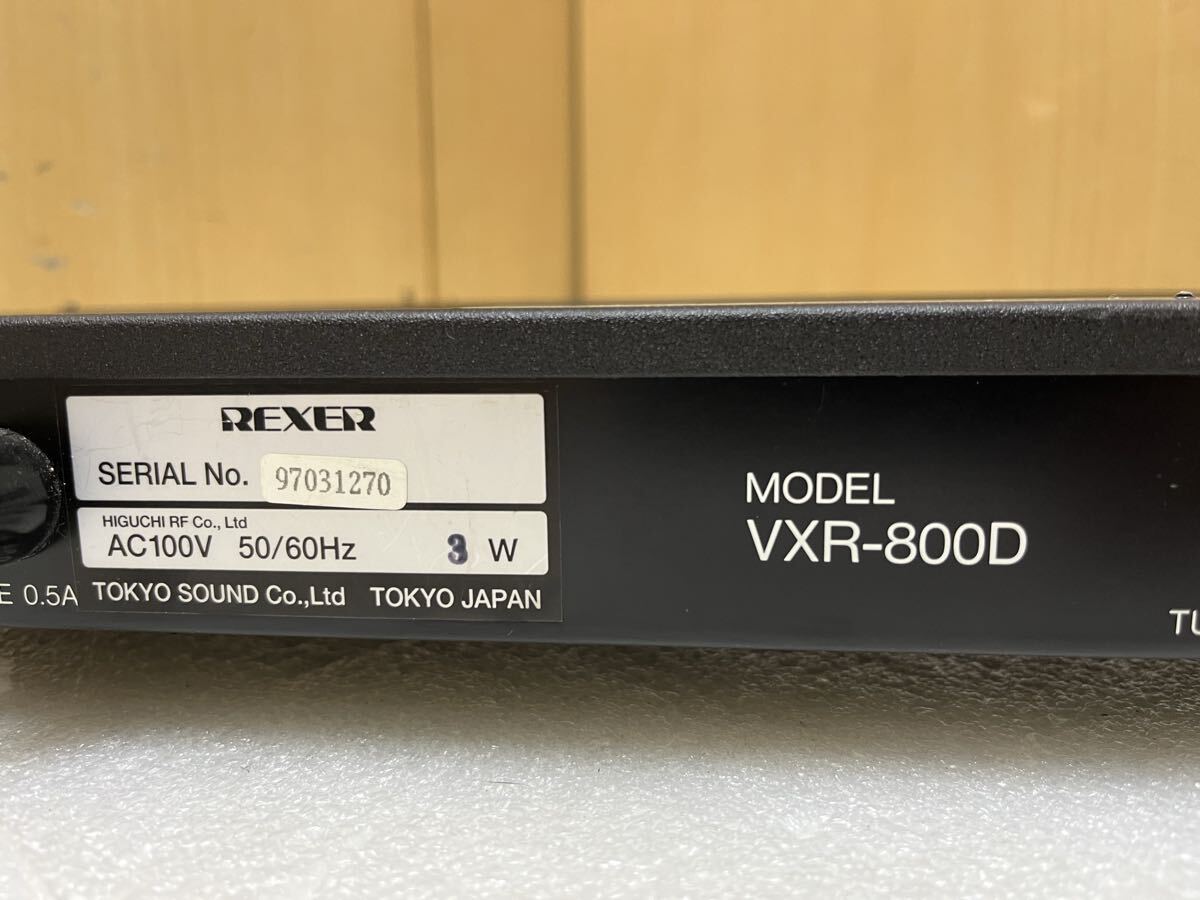 REXER
SERIAL No. 97031270
HIGUCHI RF Co., Ltd
AC100V 50/60Hz 3 W
E 0.5A
TOKYO SOUND Co.,Ltd TOKYO JAPAN
MODEL
VXR-800D
TU